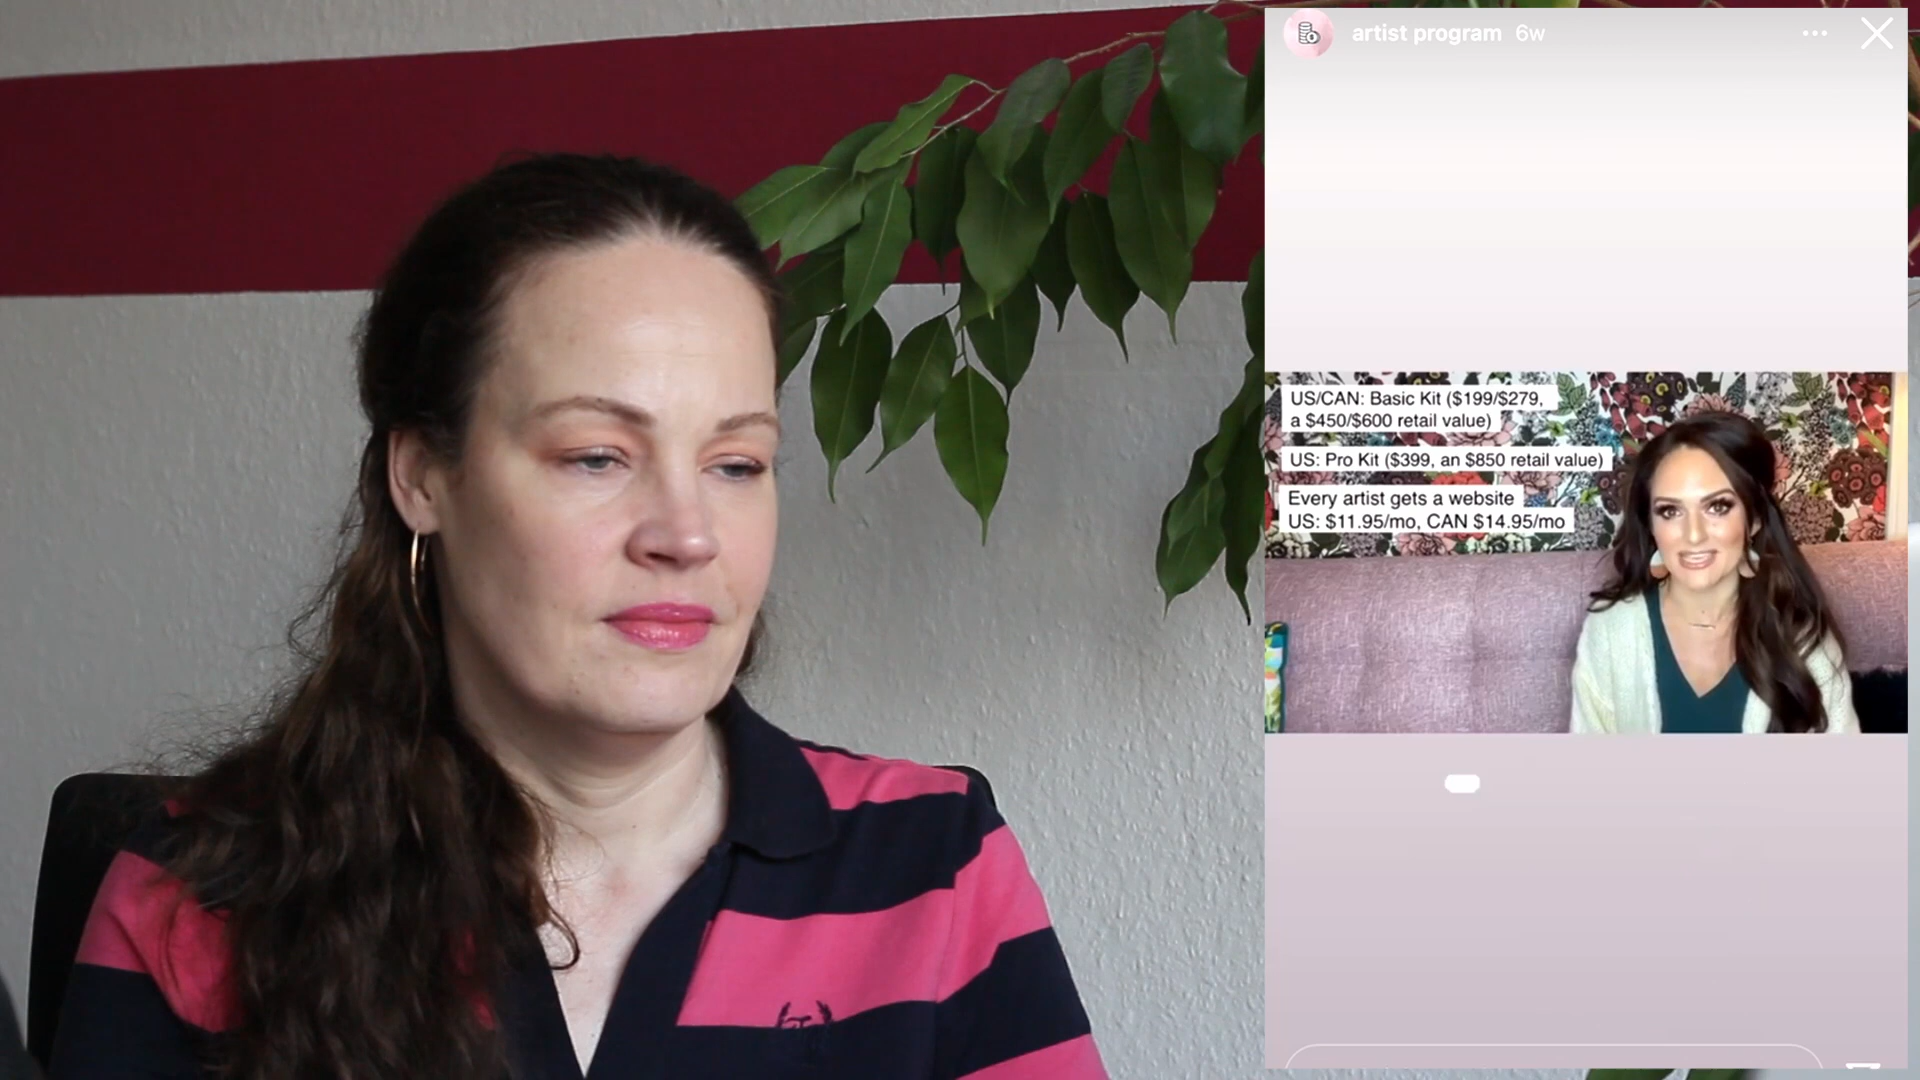 artist program 6w
US/CAN: Basic Kit ($199/$279,
a $450/$600 retail value)
US: Pro Kit ($399, an $850 retail value)
Every artist gets a website
US: $11.95/mo, CAN $14.95/mo